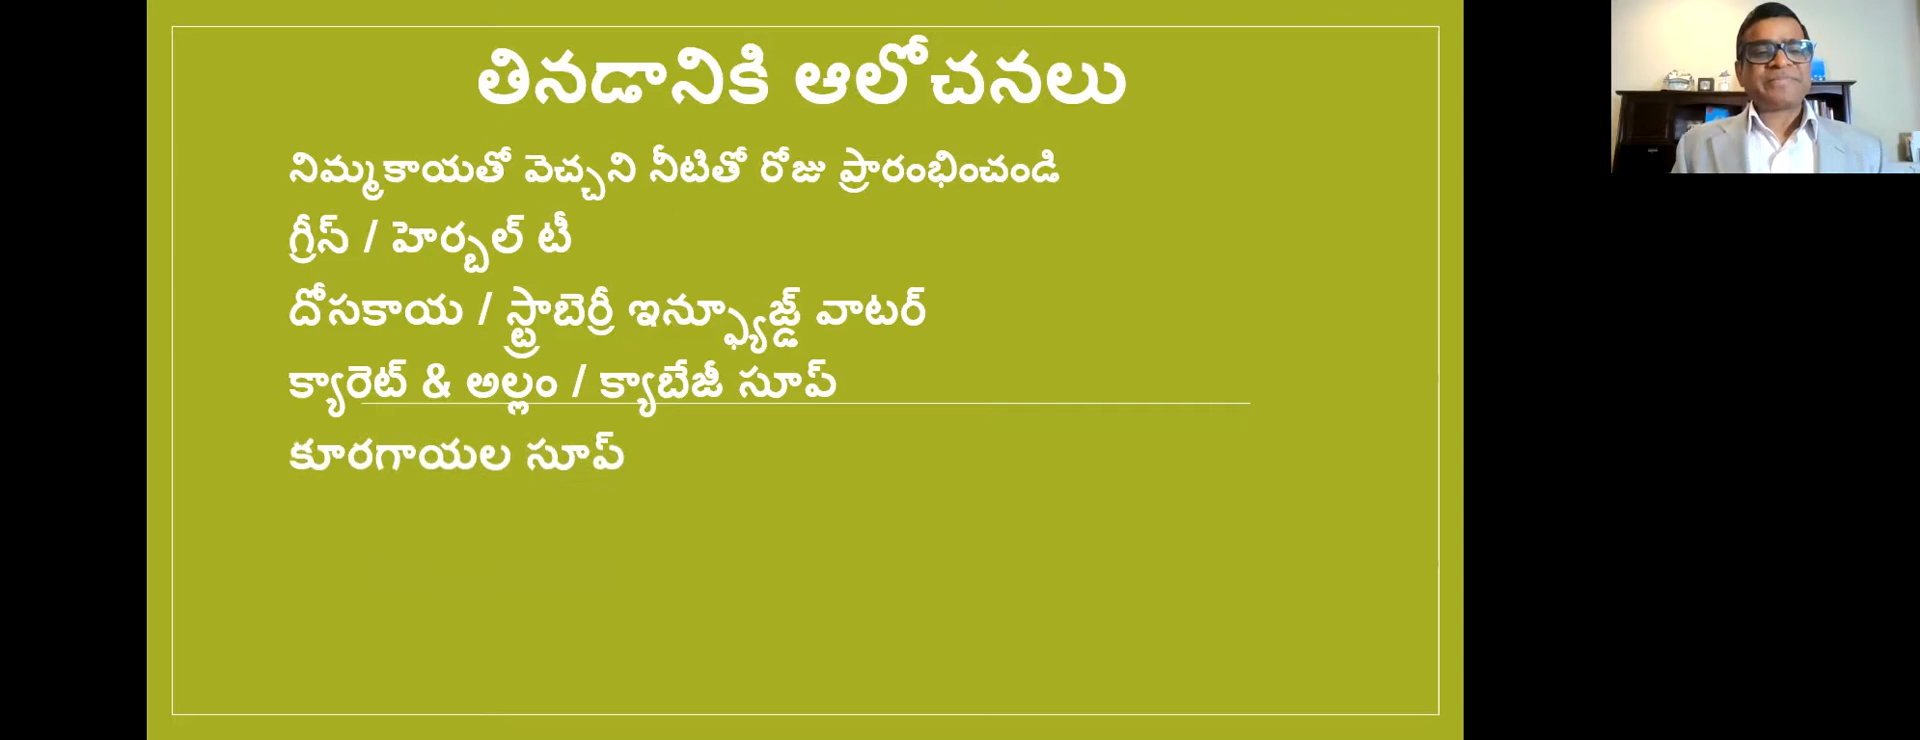 తినడానికి ఆలోచనలు
నిమ్మకాయతో వెచ్చని నీటితో రోజు ప్రారంభించండి
గ్రీస్ / హెర్బల్ టీ
దోసకాయ / స్ట్రాబెర్రీ ఇన్ఫ్యూజ్డ్ వాటర్
క్యారెట్ & అల్లం / క్యాబేజీ సూప్
కూరగాయల సూప్